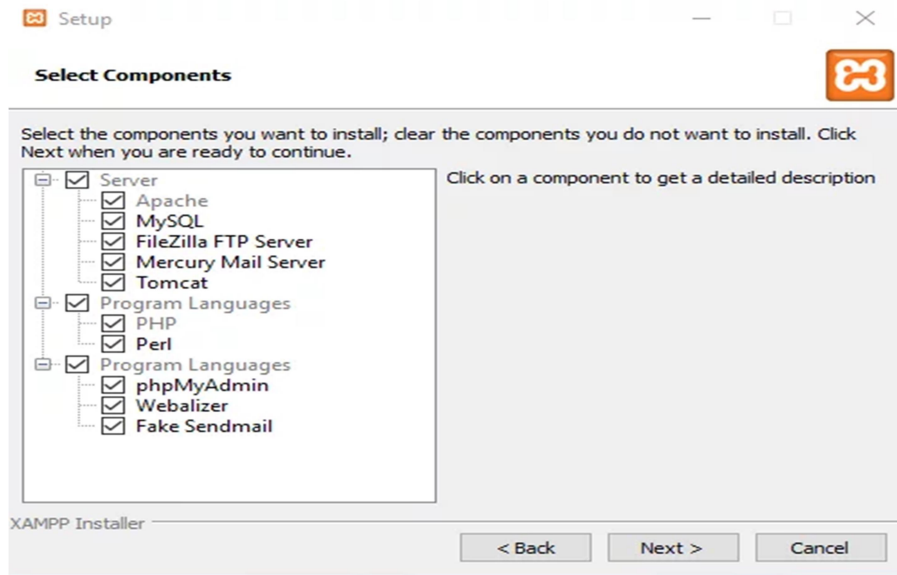 Setup
Select Components
Select the components you want to install; clear the components you do not want to install. Click
Next when you are ready to continue.
Server
Apache
MySQL
FileZilla FTP Server
Mercury Mail Server
Tomcat
Program Languages
PHP
Perl
Program Languages
phpMyAdmin
Webalizer
Fake Sendmail
Click on a component to get a detailed description
XAMPP Installer
< Back
Next >
Cancel